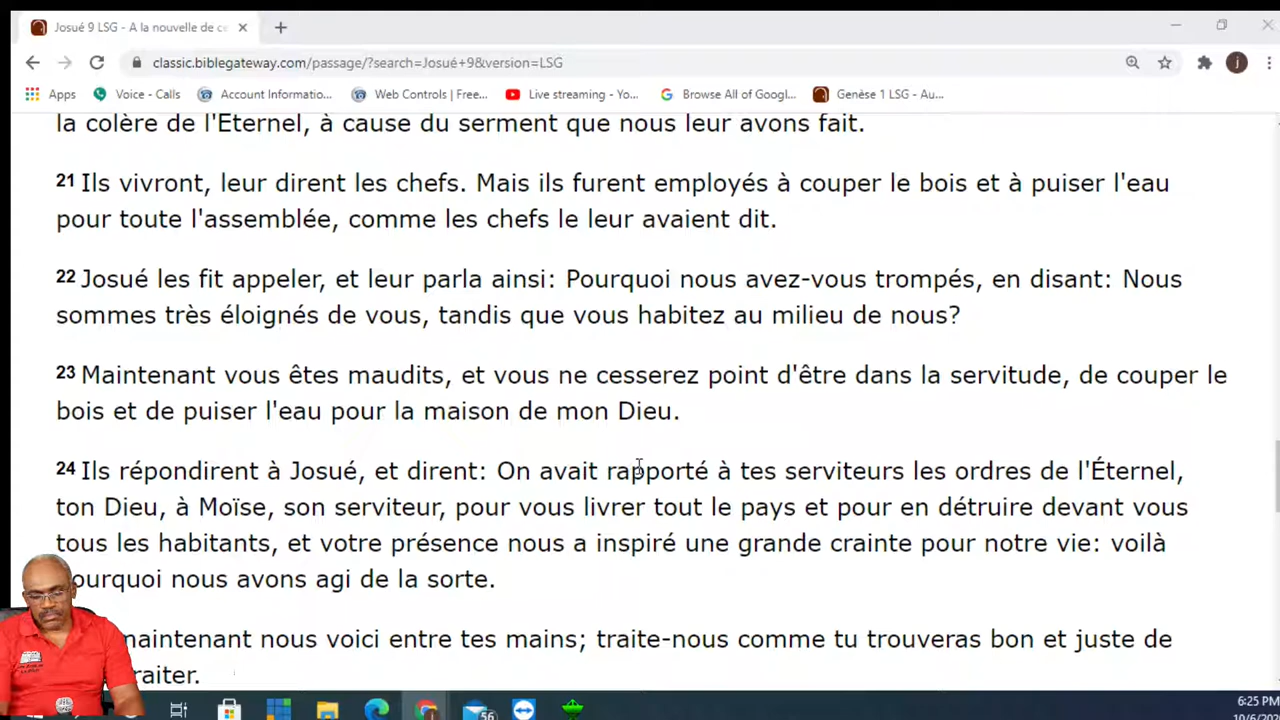 Josué 9 LSG - A la nouvelle de ce
classic.biblegateway.com/passage/?search=Josué+9&version=LSG
j
Apps Voice - Calls Account Informatio... Web Controls | Free... Live streaming - Yo... Browse All of Googl... Genèse 1 LSG - Au...
la colère de l'Éternel, à cause du serment que nous leur avons fait.
21 Ils vivront, leur dirent les chefs. Mais ils furent employés à couper le bois et à puiser l'eau
pour toute l'assemblée, comme les chefs le leur avaient dit.
22 Josué les fit appeler, et leur parla ainsi: Pourquoi nous avez-vous trompés, en disant: Nous
sommes très éloignés de vous, tandis que vous habitez au milieu de nous?
23 Maintenant vous êtes maudits, et vous ne cesserez point d'être dans la servitude, de couper le
bois et de puiser l'eau pour la maison de mon Dieu.
24 Ils répondirent à Josué, et dirent: On avait rapporté à tes serviteurs les ordres de l'Éternel,
ton Dieu, à Moïse, son serviteur, pour vous livrer tout le pays et pour en détruire devant vous
tous les habitants, et votre présence nous a inspiré une grande crainte pour notre vie: voilà
ourquoi nous avons agi de la sorte.
maintenant nous voici entre tes mains; traite-nous comme tu trouveras bon et juste de
raiter.
56
6:25 PM
10/6/202